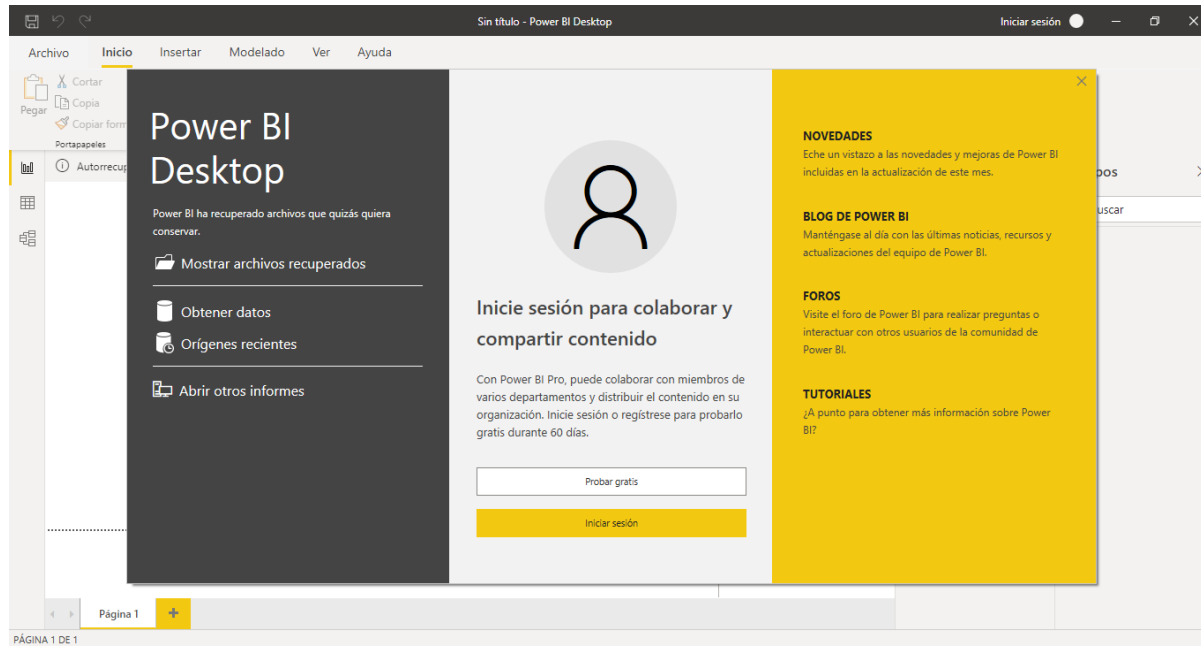 Sin título - Power BI Desktop
Iniciar sesión
Archivo Inicio Insertar Modelado Ver Ayuda
Pegar
Cortar
Copia
Copiar form
Portapapeles
Autorrecup
Power BI
Desktop
Power BI ha recuperado archivos que quizás quiera
conservar.
Mostrar archivos recuperados
Obtener datos
Orígenes recientes
Abrir otros informes
Inicie sesión para colaborar y
compartir contenido
Con Power BI Pro, puede colaborar con miembros de
varios departamentos y distribuir el contenido en su
organización. Inicie sesión o regístrese para probarlo
gratis durante 60 días.
Probar gratis
Iniciar sesión
NOVEDADES
Eche un vistazo a las novedades y mejoras de Power BI
incluidas en la actualización de este mes.
BLOG DE POWER BI
Manténgase al día con las últimas noticias, recursos y
actualizaciones del equipo de Power BI.
FOROS
Visite el foro de Power BI para realizar preguntas o
interactuar con otros usuarios de la comunidad de
Power BI.
TUTORIALES
¿A punto para obtener más información sobre Power
BI?
pos
uscar
Página 1
PÁGINA 1 DE 1